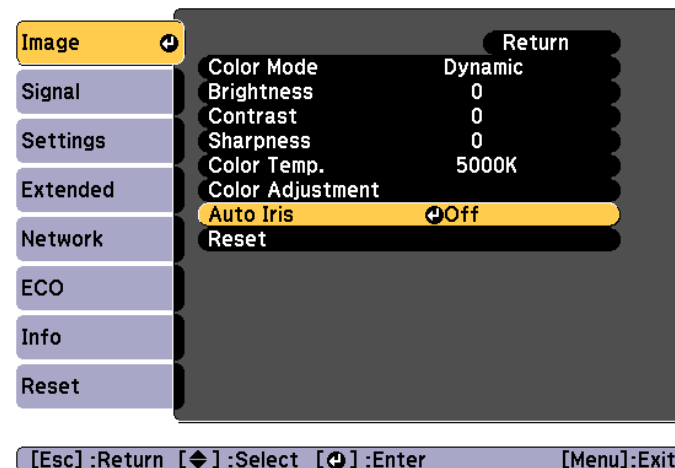 Image
Signal
Settings
Extended
Network
ECO
Info
Reset
Return
Color Mode Dynamic
Brightness 0
Contrast 0
Sharpness 0
Color Temp. 5000K
Color Adjustment
Auto Iris Off
Reset
[Esc] :Return [◆] :Select [⏎] :Enter [Menu]:Exit